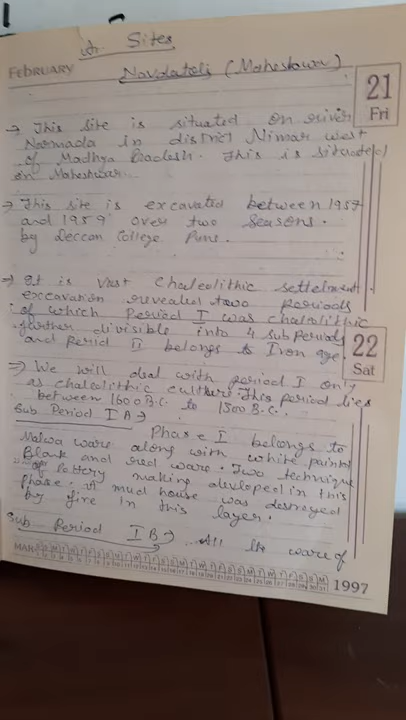 Sites
FEBRUARY
Navdatoli (Maheshwar)
21
Fri
→ This site is situated on river
Narmada in district Nimar west
of Madhya Pradesh. This is situated
on Maheshwar.
→ This site is excavated between 1957
and 1959 over two seasons.
by Deccan College Pune.
→ It is vast Chalcolithic settelment.
excavation revealed two periods
of which Period I was chalcolithic
further divisible into 4 sub periods
and Period II belongs to Iron age.
22
Sat
⇒ We will deal with period I only
as chalcolithic culture. This period lies
between 1600 B.C. to 1500 B.C..
Sub Period I A →
Phase I belongs to
Malwa ware along with white painted
Blank and red ware. Two technique
of Pottery making developed in this
Phase. A mud house was destroyed
by fire in this layer.
Sub Period I B → All the ware of
MAR
1997